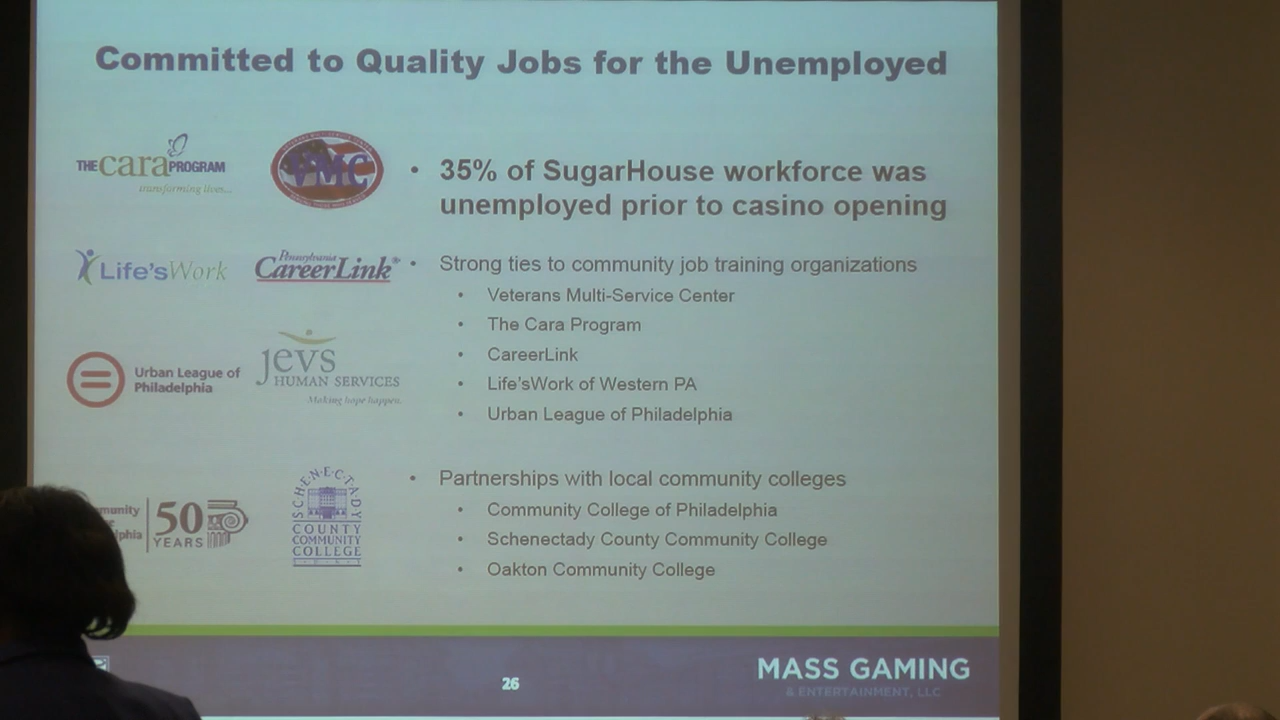 Committed to Quality Jobs for the Unemployed
THE cara PROGRAM
transforming lives...
VMC
Life'sWork
Pennsylvania
CareerLink®
Urban League of
Philadelphia
jevs
HUMAN SERVICES
Making hope happen.
50
YEARS
SCHENECTADY
COUNTY
COMMUNITY
COLLEGE
• 35% of SugarHouse workforce was
unemployed prior to casino opening
• Strong ties to community job training organizations
• Veterans Multi-Service Center
• The Cara Program
• CareerLink
• Life'sWork of Western PA
• Urban League of Philadelphia
• Partnerships with local community colleges
• Community College of Philadelphia
• Schenectady County Community College
• Oakton Community College
26
MASS GAMING
& ENTERTAINMENT, LLC